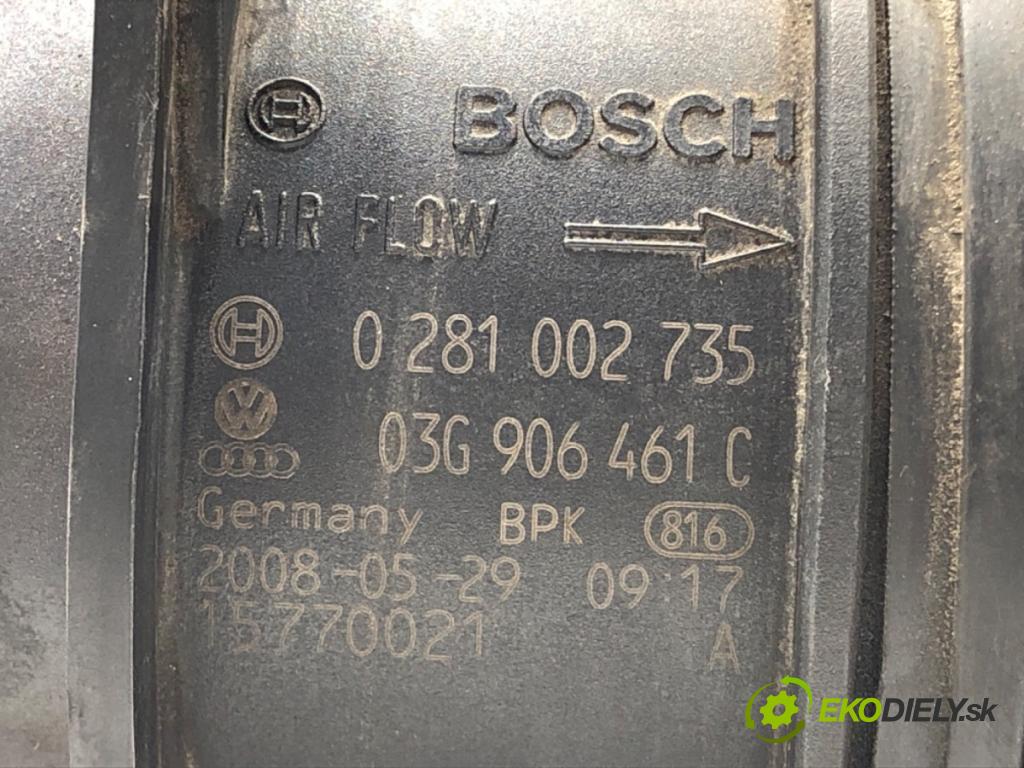 BOSCH
AIR FLOW
0 281 002 735
03G 906 461 C
Germany BPK 816
2008-05-29 09:17
15770021 A
EKODIELY.sk